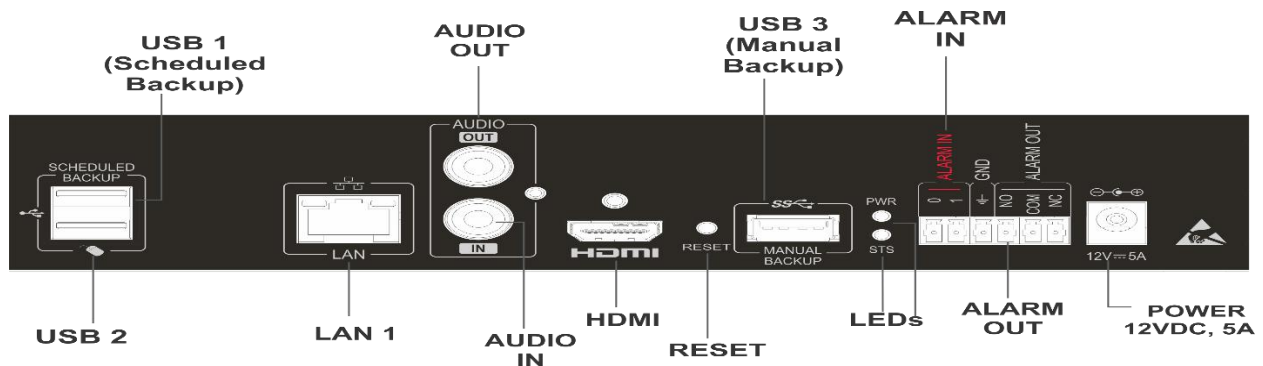 USB 1
(Scheduled
Backup)
AUDIO
OUT
USB 3
(Manual
Backup)
ALARM
IN
SCHEDULED
BACKUP
LAN
AUDIO
OUT
IN
HDMI
RESET
SS
MANUAL
BACKUP
PWR
STS
0
1
ALARM IN
GND
NO
COM
NC
ALARM OUT
12V 5A
USB 2
LAN 1
AUDIO
IN
HDMI
RESET
LEDs
ALARM
OUT
POWER
12VDC, 5A